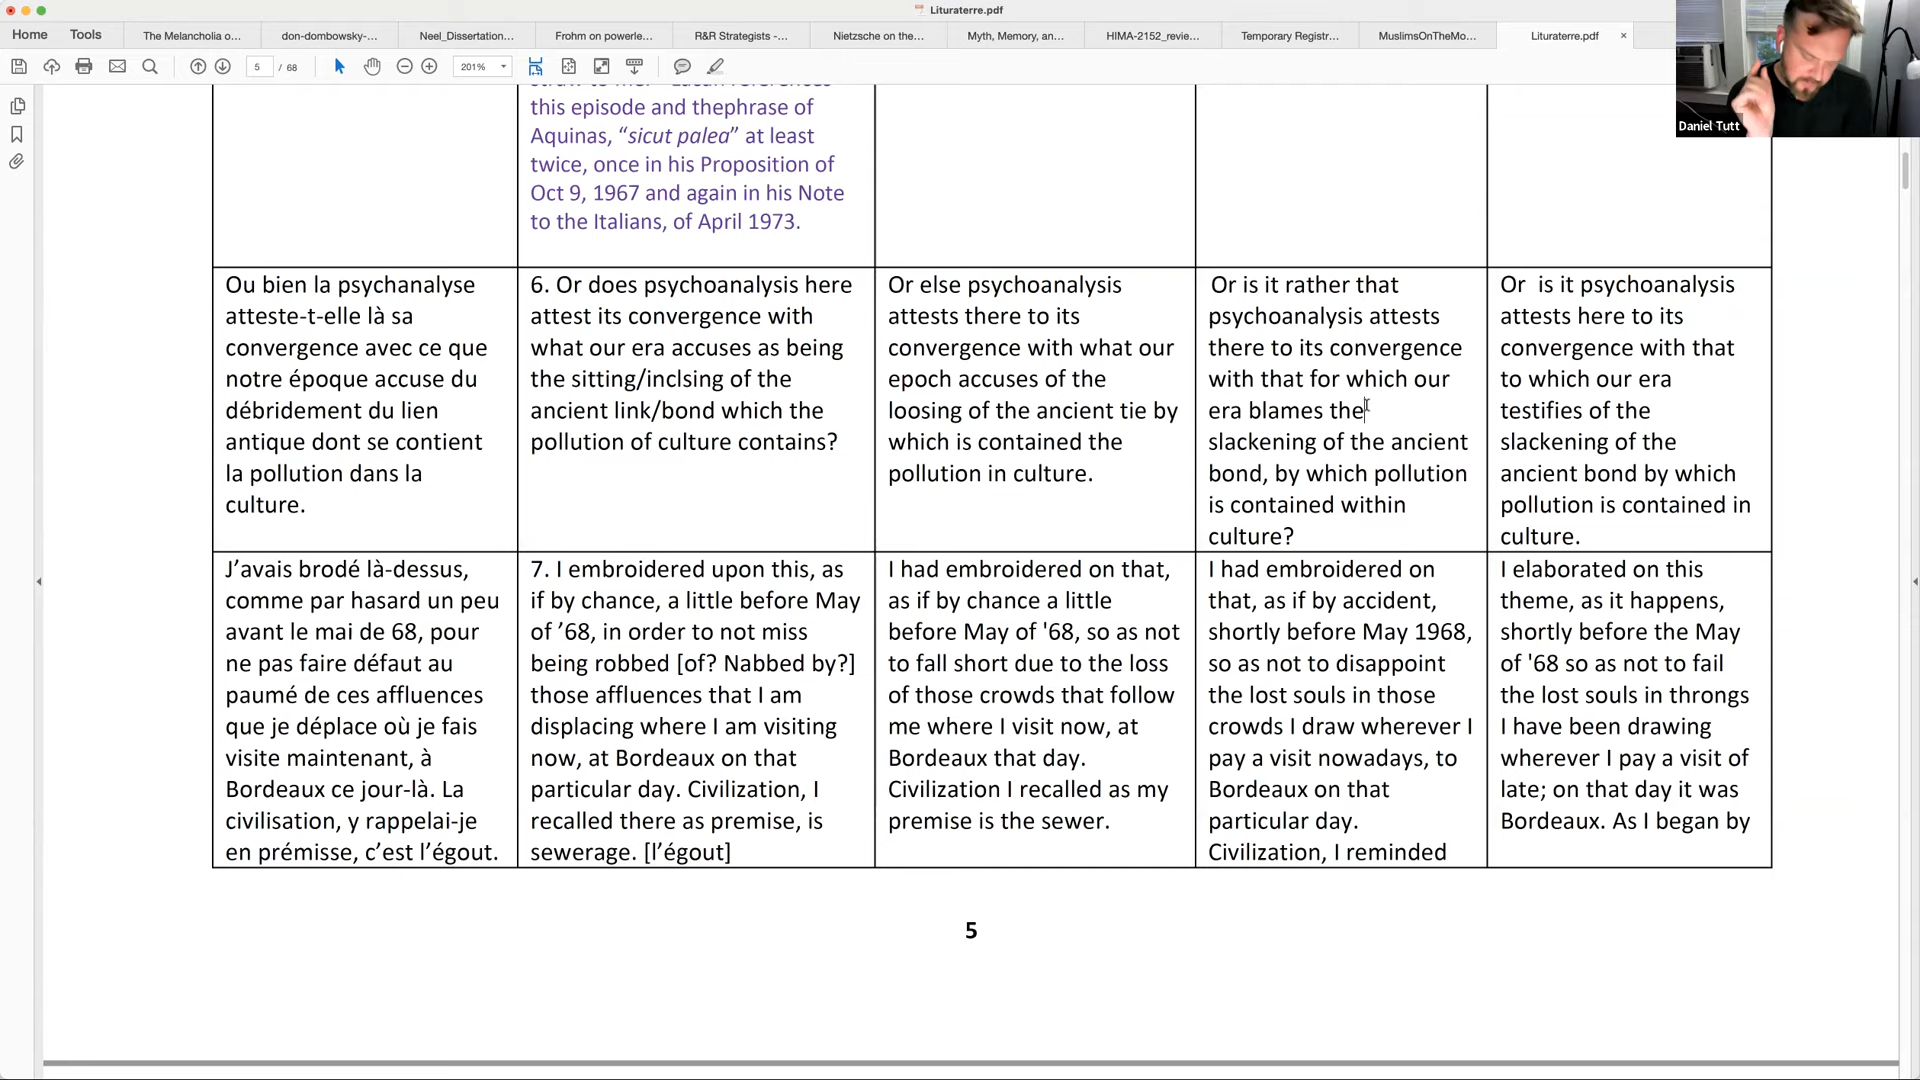 Lituraterre.pdf
Home
Tools
The Melancholia o...
don-dombowsky-...
Neel_Dissertation...
Frohm on powerle...
R&R Strategists -...
Nietzsche on the...
Myth, Memory, an...
HIMA-2152_revie...
Temporary Registr...
MuslimsOnTheMo...
Lituraterre.pdf
5 / 68
201%
Daniel Tutt
this episode and thephrase of
Aquinas, “sicut palea” at least
twice, once in his Proposition of
Oct 9, 1967 and again in his Note
to the Italians, of April 1973.
Ou bien la psychanalyse
atteste-t-elle là sa
convergence avec ce que
notre époque accuse du
débridement du lien
antique dont se contient
la pollution dans la
culture.
6. Or does psychoanalysis here
attest its convergence with
what our era accuses as being
the sitting/inclsing of the
ancient link/bond which the
pollution of culture contains?
Or else psychoanalysis
attests there to its
convergence with what our
epoch accuses of the
loosing of the ancient tie by
which is contained the
pollution in culture.
Or is it rather that
psychoanalysis attests
there to its convergence
with that for which our
era blames the
slackening of the ancient
bond, by which pollution
is contained within
culture?
Or is it psychoanalysis
attests here to its
convergence with that
to which our era
testifies of the
slackening of the
ancient bond by which
pollution is contained in
culture.
J’avais brodé là-dessus,
comme par hasard un peu
avant le mai de 68, pour
ne pas faire défaut au
paumé de ces affluences
que je déplace où je fais
visite maintenant, à
Bordeaux ce jour-là. La
civilisation, y rappelai-je
en prémisse, c’est l’égout.
7. I embroidered upon this, as
if by chance, a little before May
of ’68, in order to not miss
being robbed [of? Nabbed by?]
those affluences that I am
displacing where I am visiting
now, at Bordeaux on that
particular day. Civilization, I
recalled there as premise, is
sewerage. [l’égout]
I had embroidered on that,
as if by chance a little
before May of '68, so as not
to fall short due to the loss
of those crowds that follow
me where I visit now, at
Bordeaux that day.
Civilization I recalled as my
premise is the sewer.
I had embroidered on
that, as if by accident,
shortly before May 1968,
so as not to disappoint
the lost souls in those
crowds I draw wherever I
pay a visit nowadays, to
Bordeaux on that
particular day.
Civilization, I reminded
I elaborated on this
theme, as it happens,
shortly before the May
of '68 so as not to fail
the lost souls in throngs
I have been drawing
wherever I pay a visit of
late; on that day it was
Bordeaux. As I began by
5